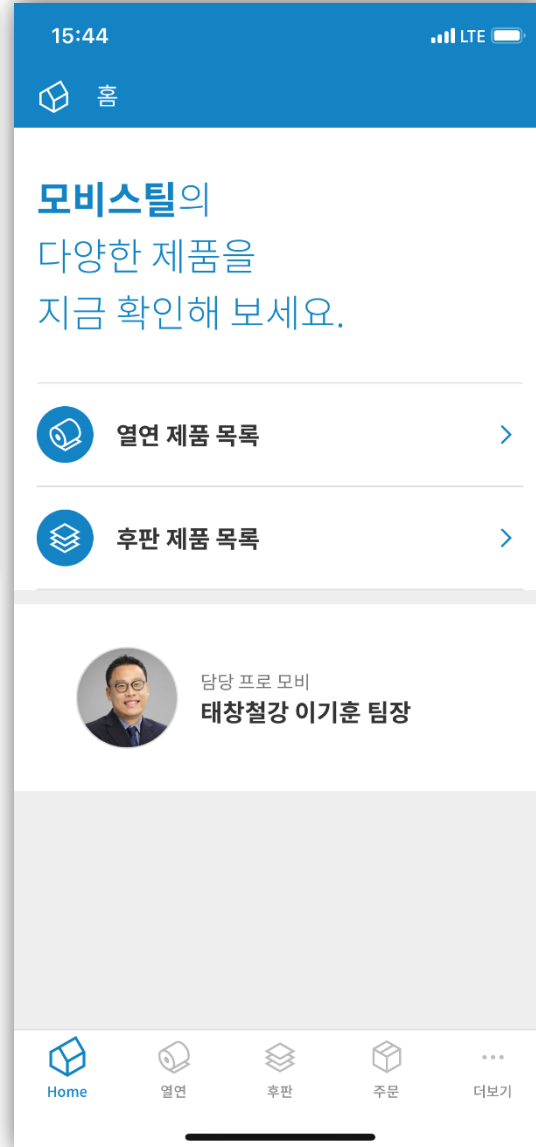 15:44
LTE
홈
모비스틸의
다양한 제품을
지금 확인해 보세요.
열연 제품 목록
후판 제품 목록
담당 프로 모비
태창철강 이기훈 팀장
Home 열연 후판 주문 더보기